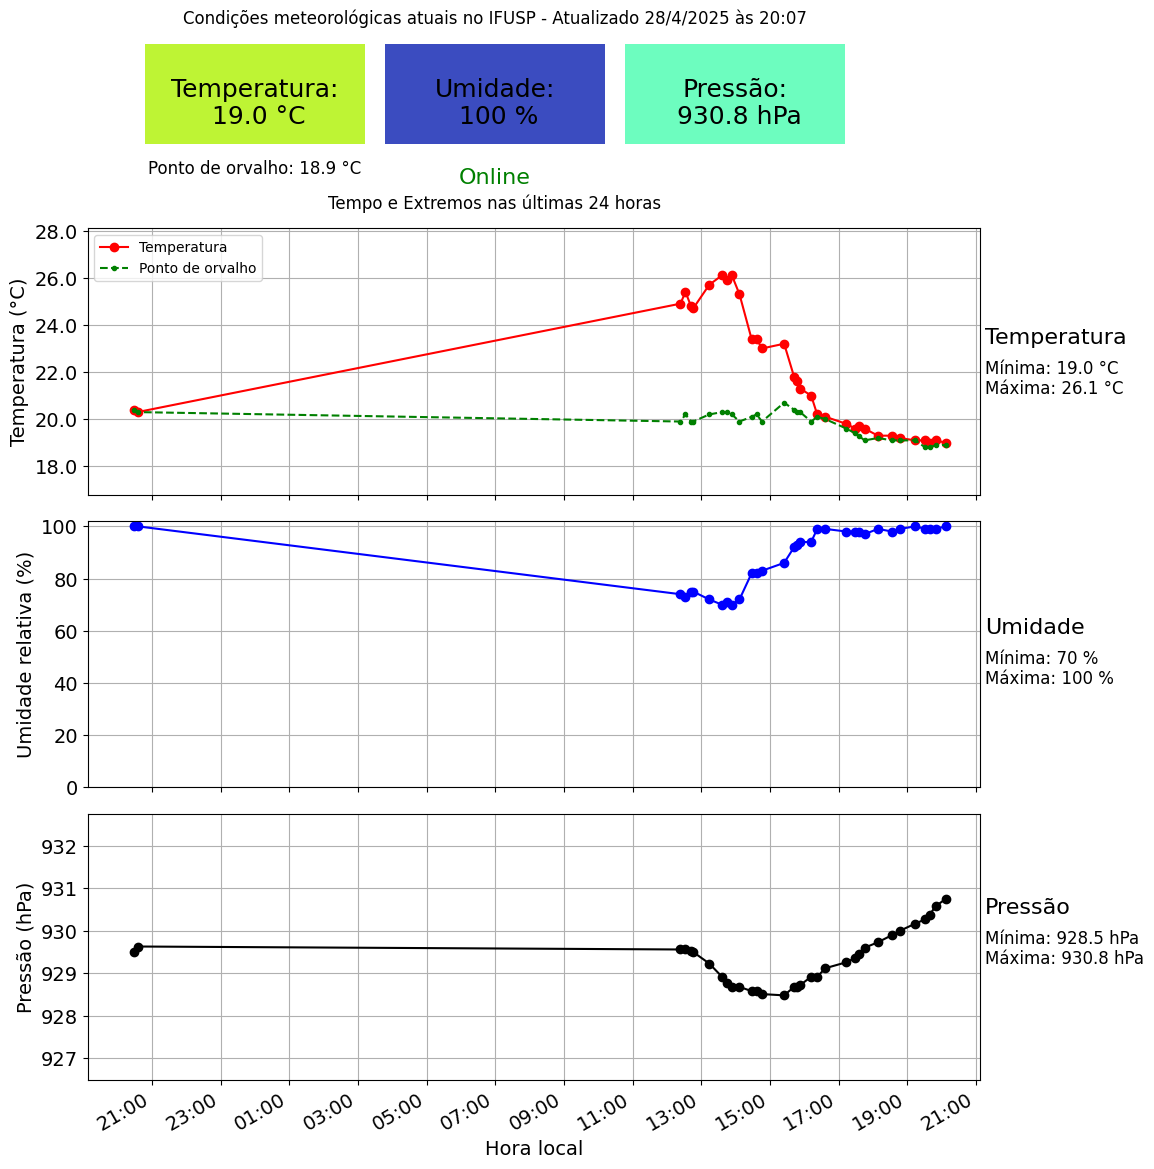 Condições meteorológicas atuais no IFUSP - Atualizado 28/4/2025 às 20:07
Temperatura:
19.0 °C
Umidade:
100 %
Pressão:
930.8 hPa
Ponto de orvalho: 18.9 °C
Online
Tempo e Extremos nas últimas 24 horas
Temperatura (°C)
28.0
26.0
24.0
22.0
20.0
18.0
Temperatura
Ponto de orvalho
Temperatura
Mínima: 19.0 °C
Máxima: 26.1 °C
Umidade relativa (%)
100
80
60
40
20
0
Umidade
Mínima: 70 %
Máxima: 100 %
Pressão (hPa)
932
931
930
929
928
927
Pressão
Mínima: 928.5 hPa
Máxima: 930.8 hPa
21:00 23:00 01:00 03:00 05:00 07:00 09:00 11:00 13:00 15:00 17:00 19:00 21:00
Hora local